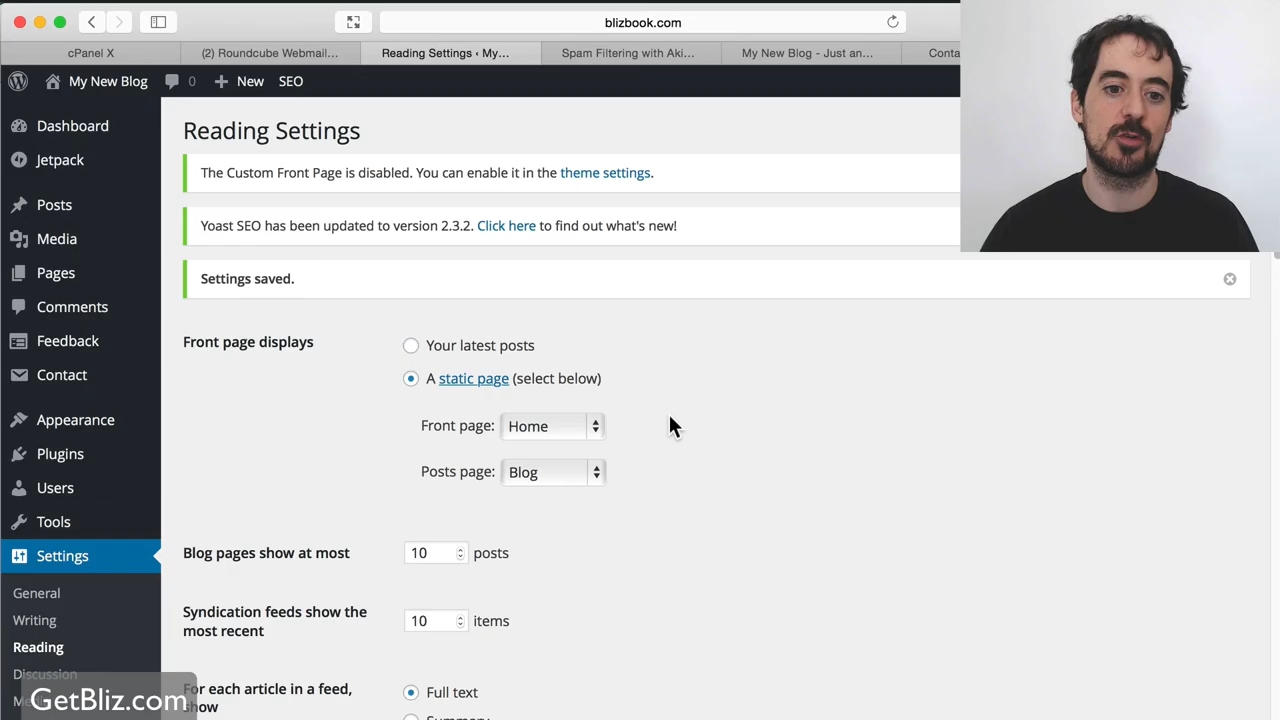 blizbook.com
cPanel X
(2) Roundcube Webmail...
Reading Settings ‹ My...
Spam Filtering with Aki...
My New Blog - Just an...
Conta
My New Blog
0
New
SEO
Dashboard
Jetpack
Posts
Media
Pages
Comments
Feedback
Contact
Appearance
Plugins
Users
Tools
Settings
General
Writing
Reading
Discussion
Reading Settings
The Custom Front Page is disabled. You can enable it in the theme settings.
Yoast SEO has been updated to version 2.3.2. Click here to find out what's new!
Settings saved.
Front page displays
Your latest posts
A static page (select below)
Front page: Home
Posts page: Blog
Blog pages show at most
10 posts
Syndication feeds show the
most recent
10 items
For each article in a feed,
show
Full text
Summary
GetBliz.com